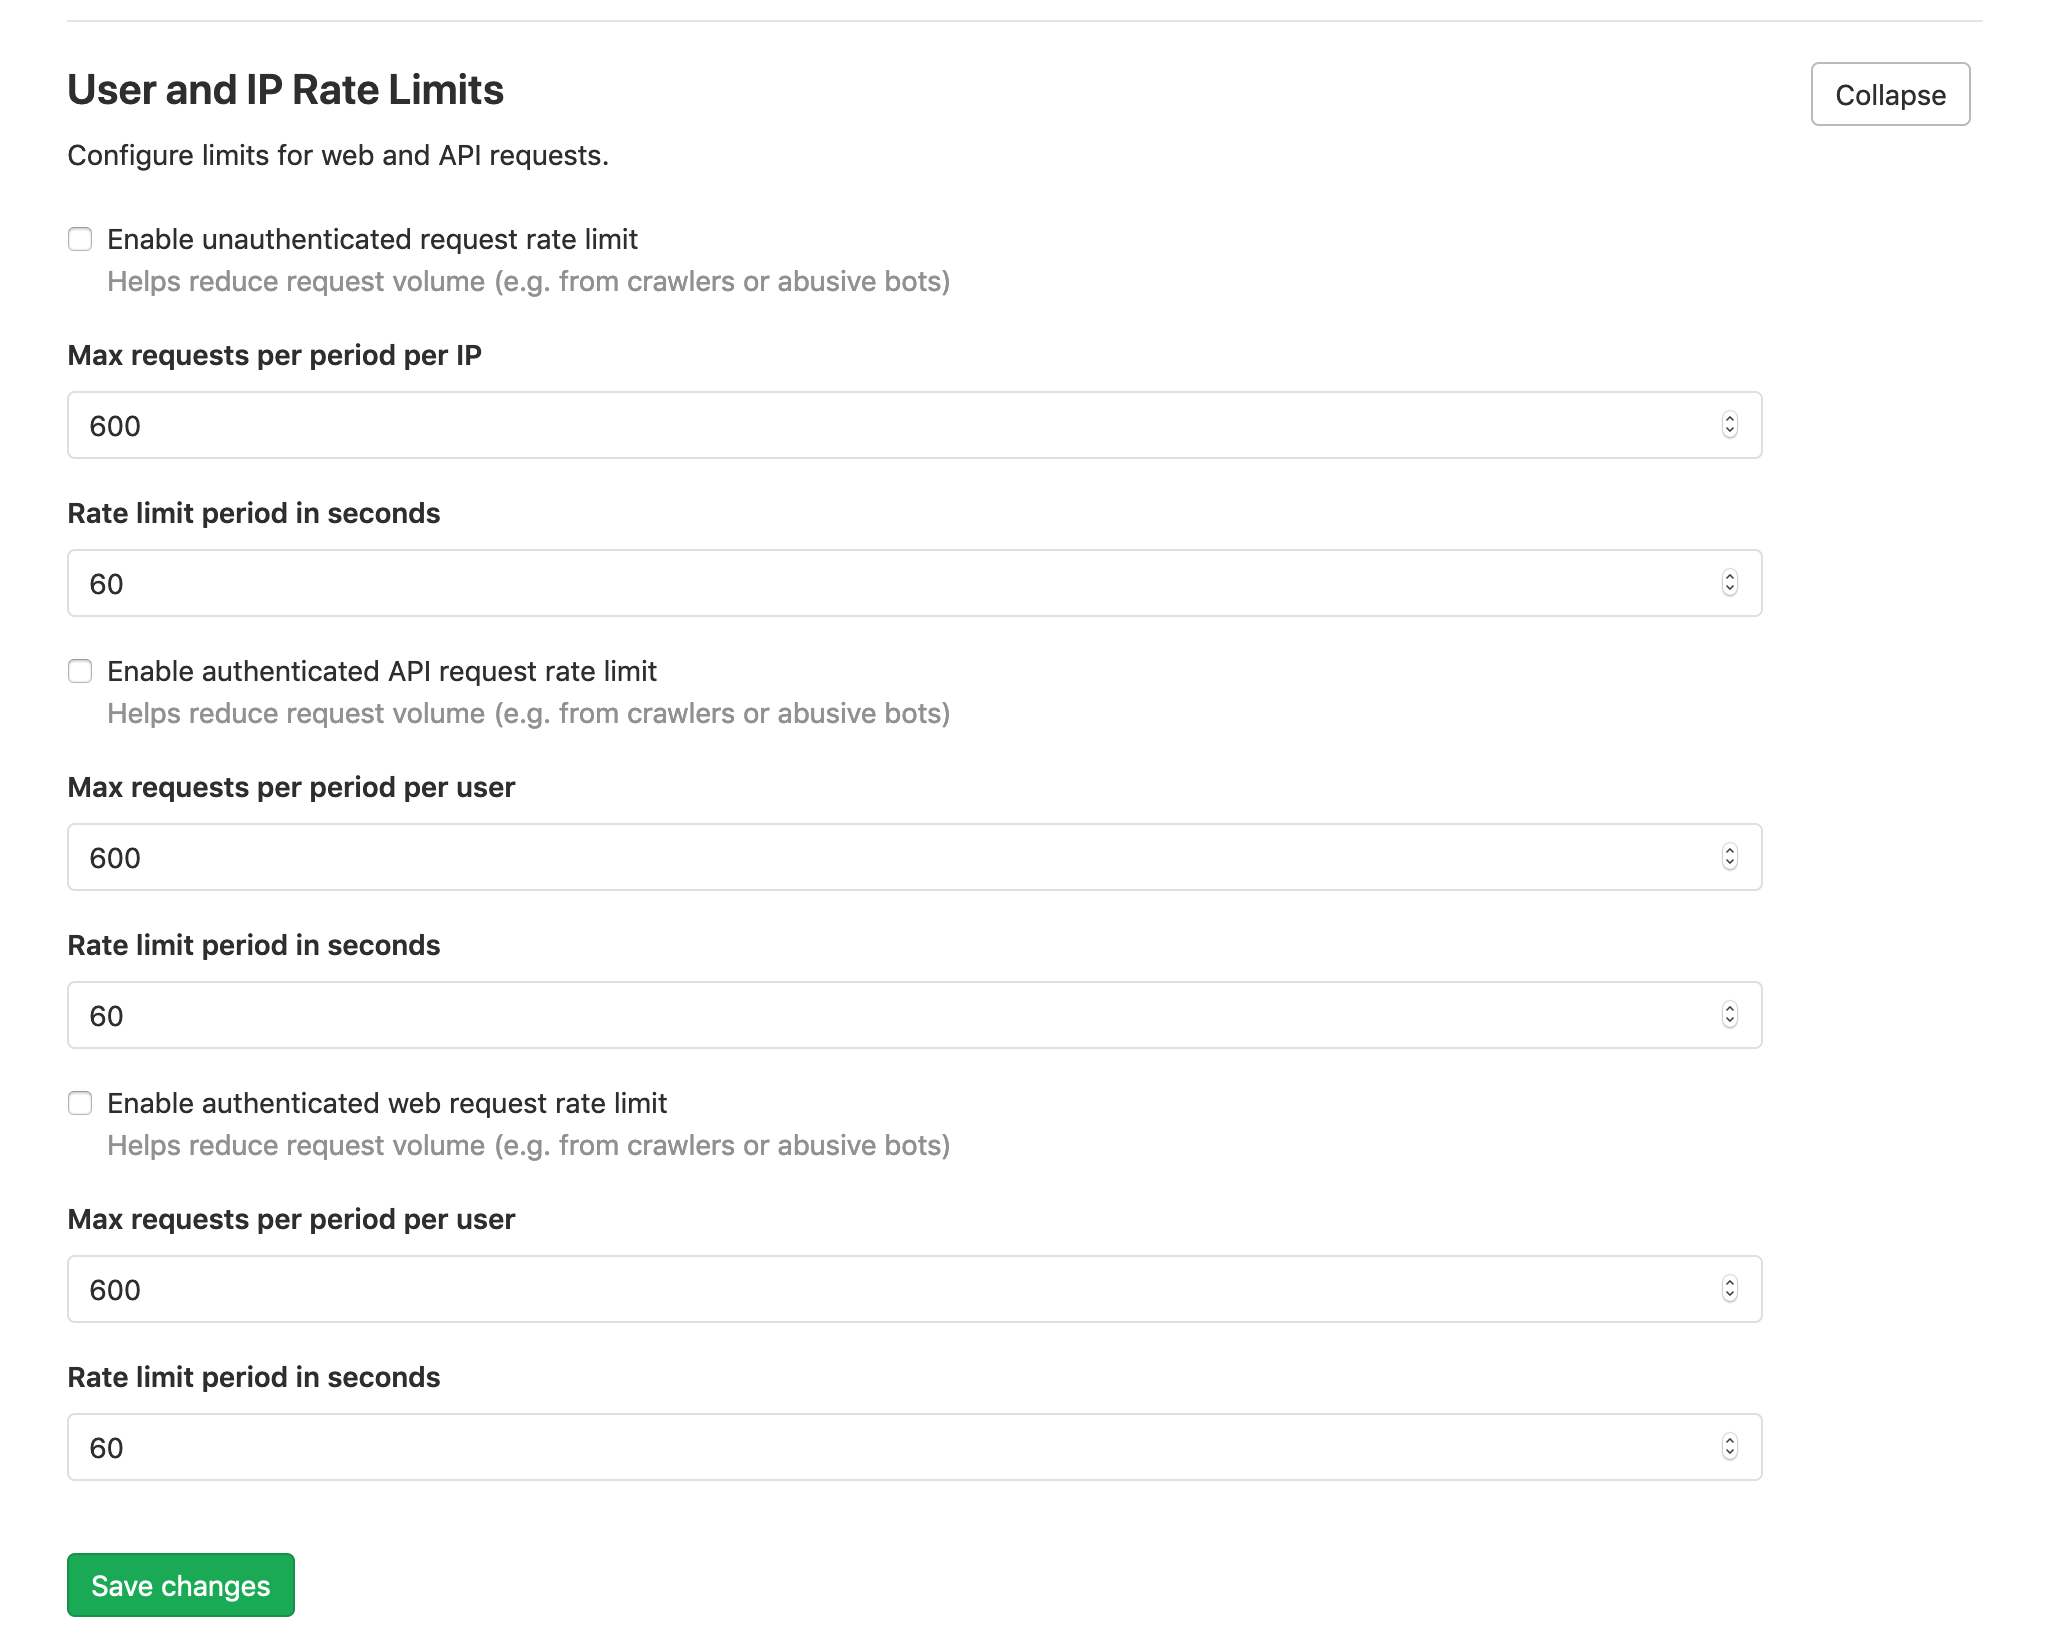 User and IP Rate Limits
Collapse
Configure limits for web and API requests.
Enable unauthenticated request rate limit
Helps reduce request volume (e.g. from crawlers or abusive bots)
Max requests per period per IP
600
Rate limit period in seconds
60
Enable authenticated API request rate limit
Helps reduce request volume (e.g. from crawlers or abusive bots)
Max requests per period per user
600
Rate limit period in seconds
60
Enable authenticated web request rate limit
Helps reduce request volume (e.g. from crawlers or abusive bots)
Max requests per period per user
600
Rate limit period in seconds
60
Save changes